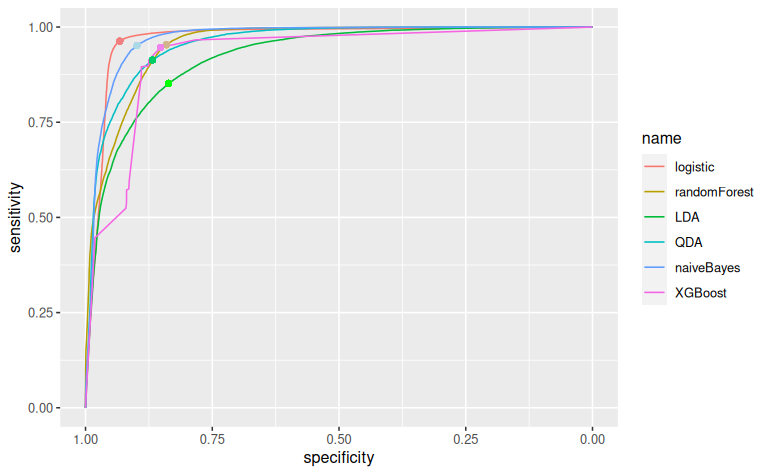 1.00
0.75
0.50
0.25
0.00
sensitivity
1.00
0.75
0.50
0.25
0.00
specificity
name
logistic
randomForest
LDA
QDA
naiveBayes
XGBoost